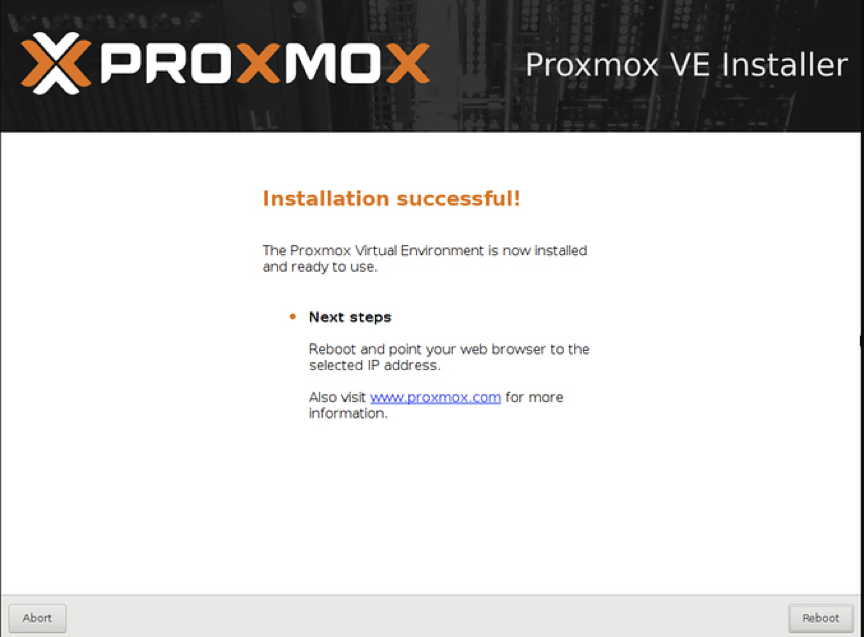 PROXMOX
Proxmox VE Installer
Installation successful!
The Proxmox Virtual Environment is now installed
and ready to use.
Next steps
Reboot and point your web browser to the
selected IP address.
Also visit www.proxmox.com for more
information.
Abort
Reboot